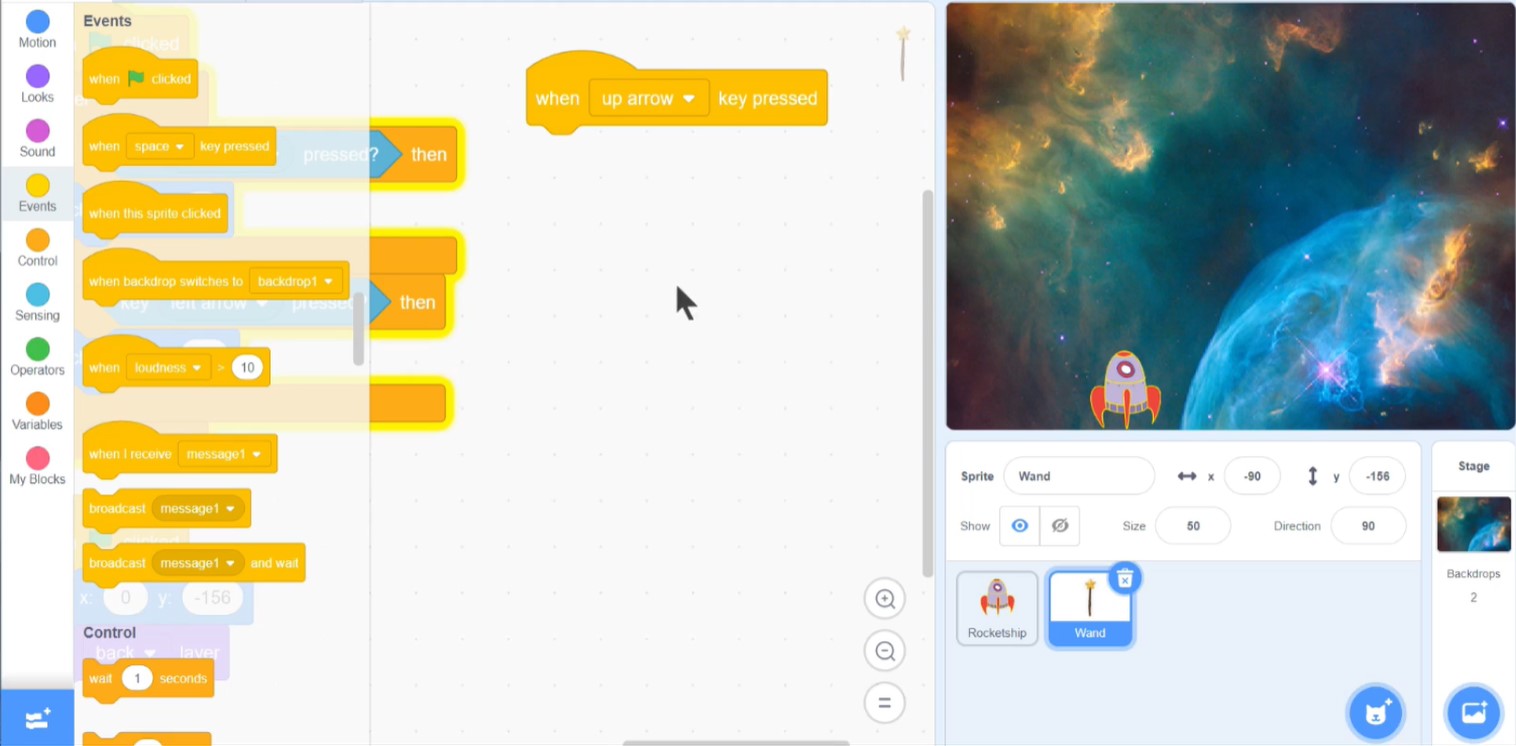 Motion
Looks
Sound
Events
Control
Sensing
Operators
Variables
My Blocks
Events
clicked
when clicked
when space key pressed
when this sprite clicked
when backdrop switches to backdrop1
key left arrow pressed? then
when loudness > 10
when I receive message1
broadcast message1
clicked
broadcast message1 and wait
x: 0 y: -156
Control
back layer
wait 1 seconds
pressed? then
when up arrow key pressed
Sprite Wand x -90 y -156
Show Size 50 Direction 90
Rocketship
Wand
Stage
Backdrops
2